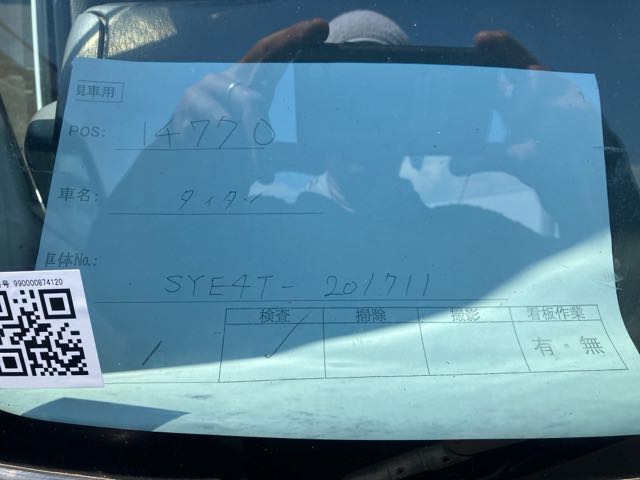 見車用
POS: 14770
車名: タイタン
車体No.:
SYE4T-201711
号 990000874120
検査 掃除 撮影 看板作業
✓ 有・無